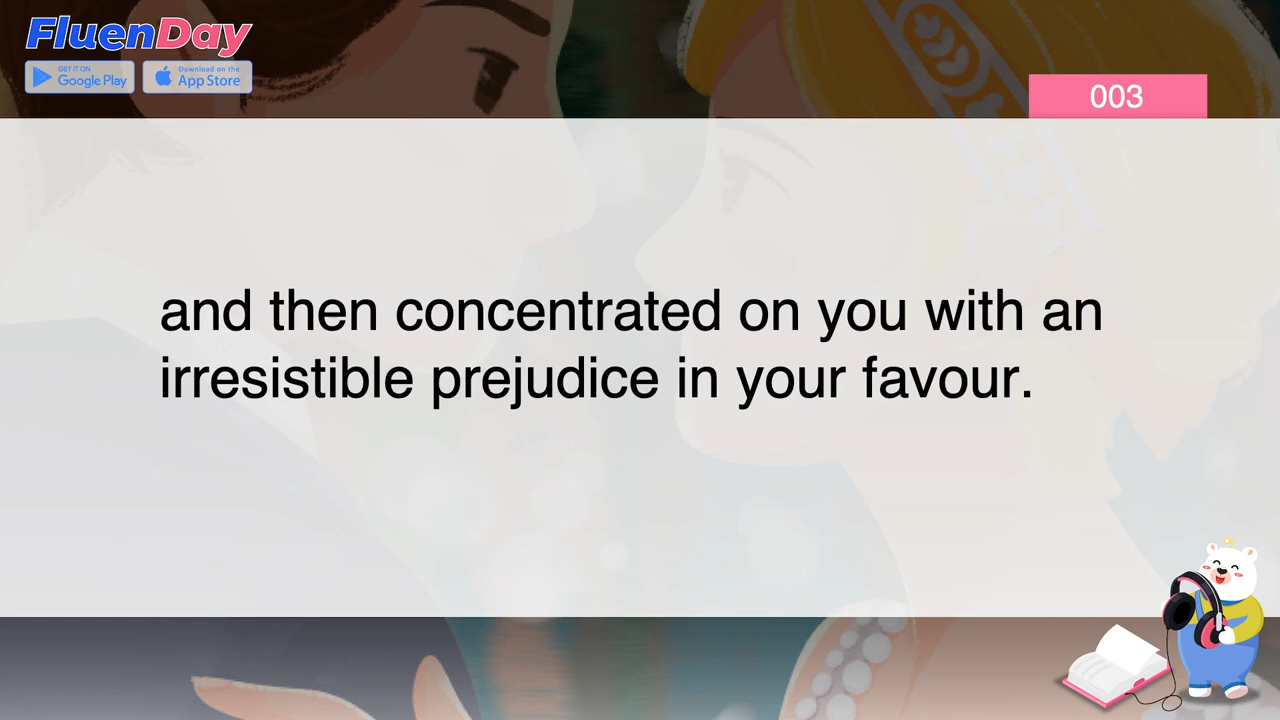 FluenDay
GET IT ON
Google Play
Download on the
App Store
003
and then concentrated on you with an
irresistible prejudice in your favour.